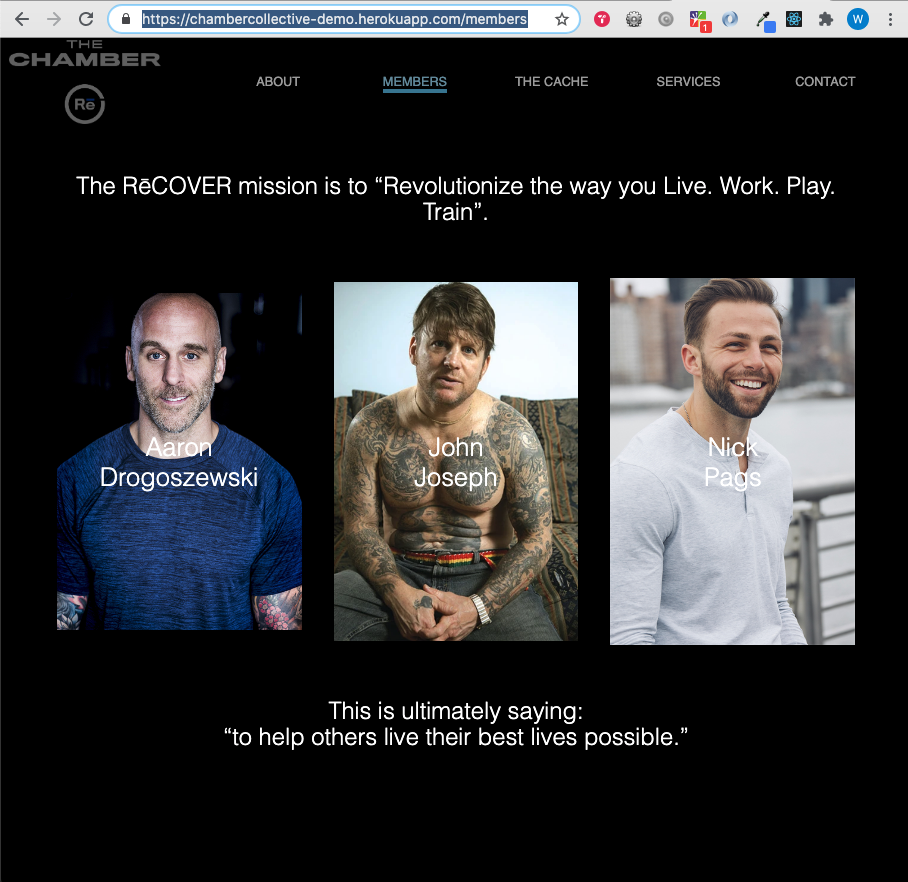 https://chambercollective-demo.herokuapp.com/members
1
W
THE
CHAMBER
Rē
ABOUT
MEMBERS
THE CACHE
SERVICES
CONTACT
The RēCOVER mission is to “Revolutionize the way you Live. Work. Play.
Train”.
Aaron
Drogoszewski
John
Joseph
Nick
Pags
This is ultimately saying:
“to help others live their best lives possible.”